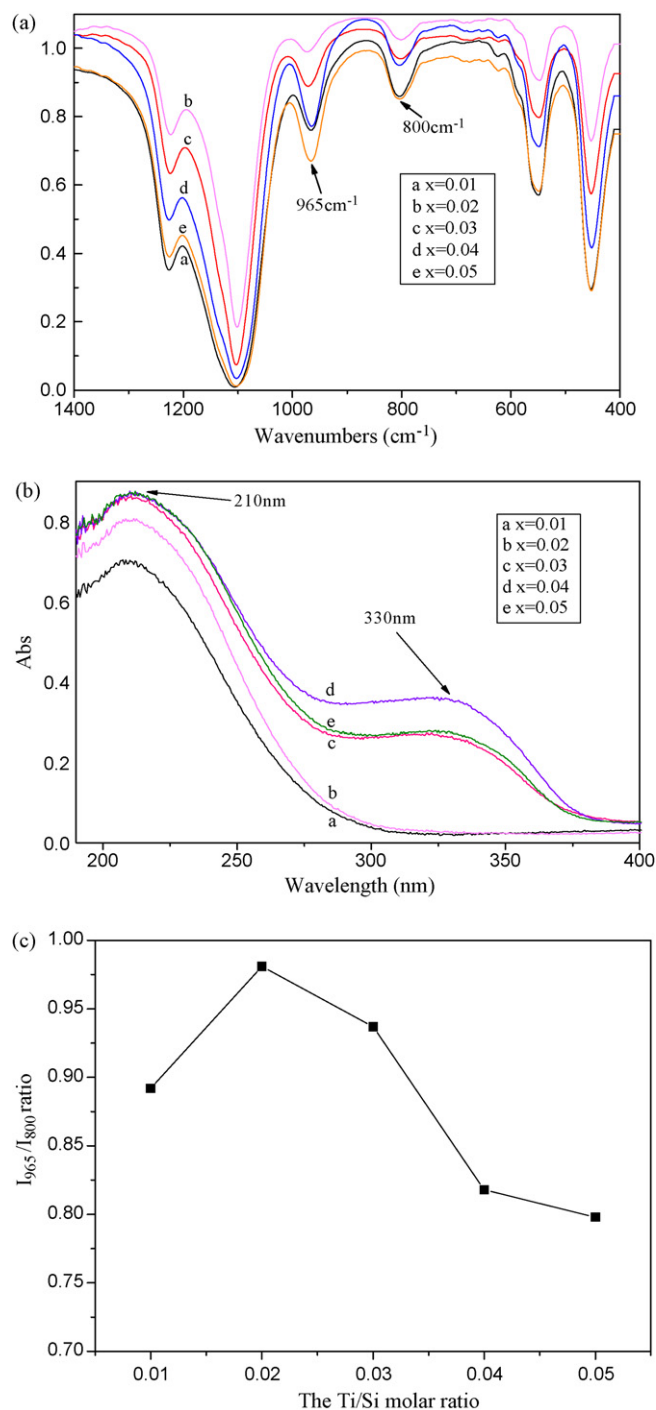 (a)
1.0
0.8
0.6
0.4
0.2
0.0
b
c
d
e
a
965cm-1
800cm-1
a x=0.01
b x=0.02
c x=0.03
d x=0.04
e x=0.05
1400 1200 1000 800 600 400
Wavenumbers (cm-1)
(b)
0.8
0.6
0.4
0.2
0.0
Abs
210nm
330nm
a x=0.01
b x=0.02
c x=0.03
d x=0.04
e x=0.05
d
e
c
b
a
200 250 300 350 400
Wavelength (nm)
(c)
1.00
0.95
0.90
0.85
0.80
0.75
0.70
I965/I800 ratio
0.01 0.02 0.03 0.04 0.05
The Ti/Si molar ratio